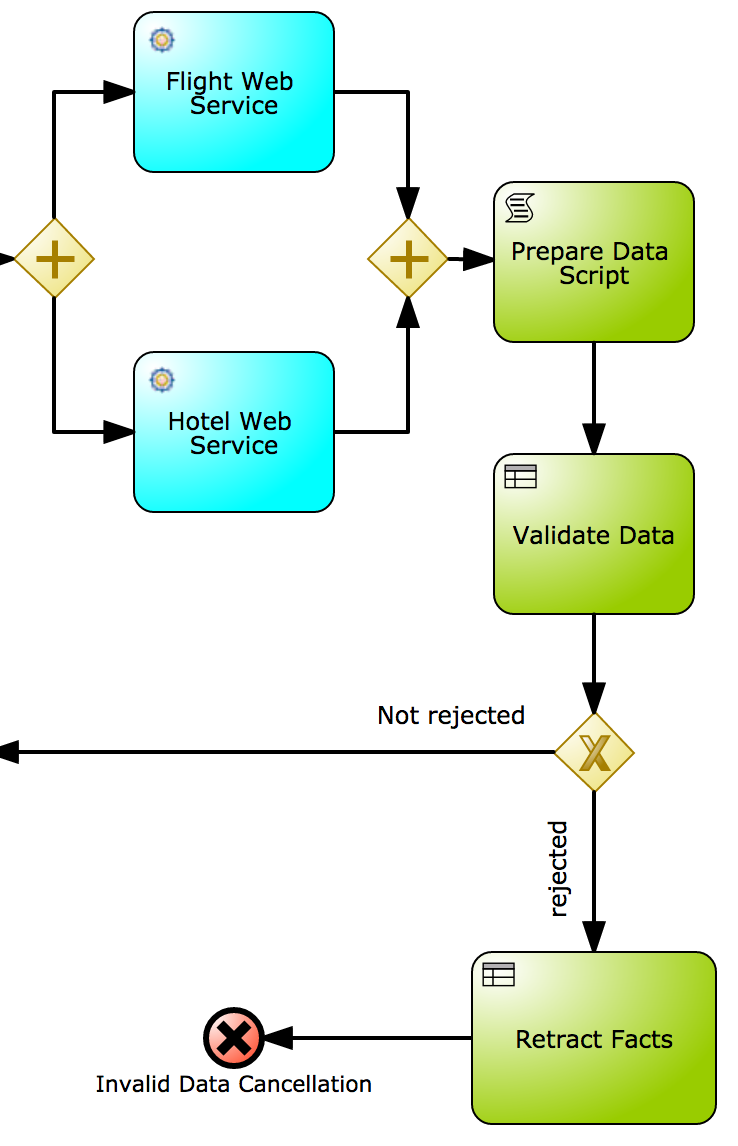 Flight Web
Service
Prepare Data
Script
Hotel Web
Service
Validate Data
Not rejected
rejected
Retract Facts
Invalid Data Cancellation